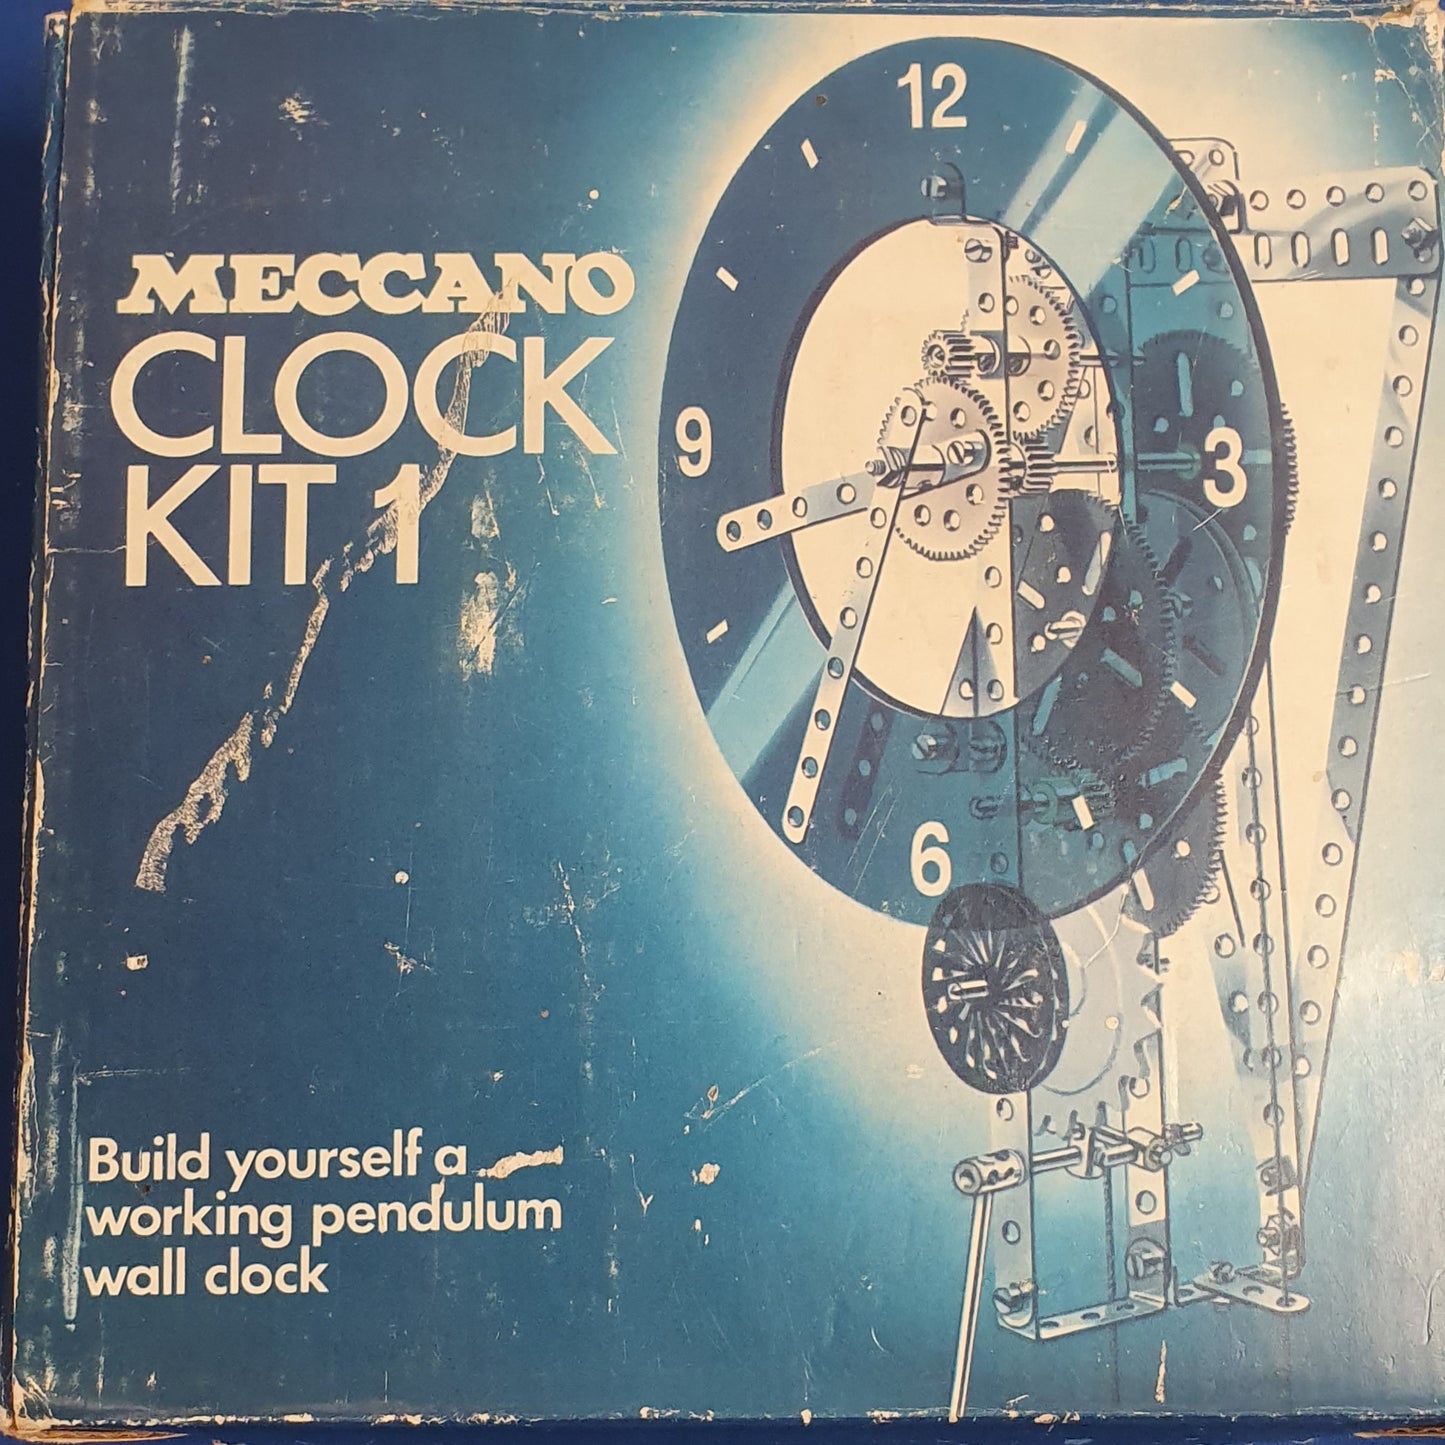 MECCANO
CLOCK
KIT 1
12
9
3
6
Build yourself a
working pendulum
wall clock